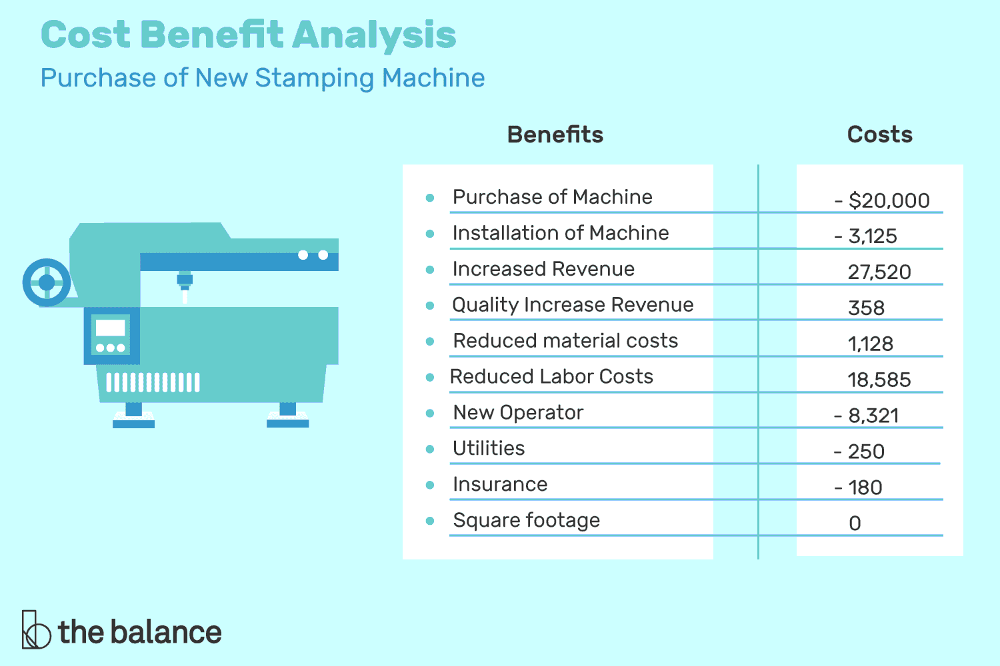 Cost Benefit Analysis
Purchase of New Stamping Machine
Benefits Costs
Purchase of Machine - $20,000
Installation of Machine - 3,125
Increased Revenue 27,520
Quality Increase Revenue 358
Reduced material costs 1,128
Reduced Labor Costs 18,585
New Operator - 8,321
Utilities - 250
Insurance - 180
Square footage 0
the balance